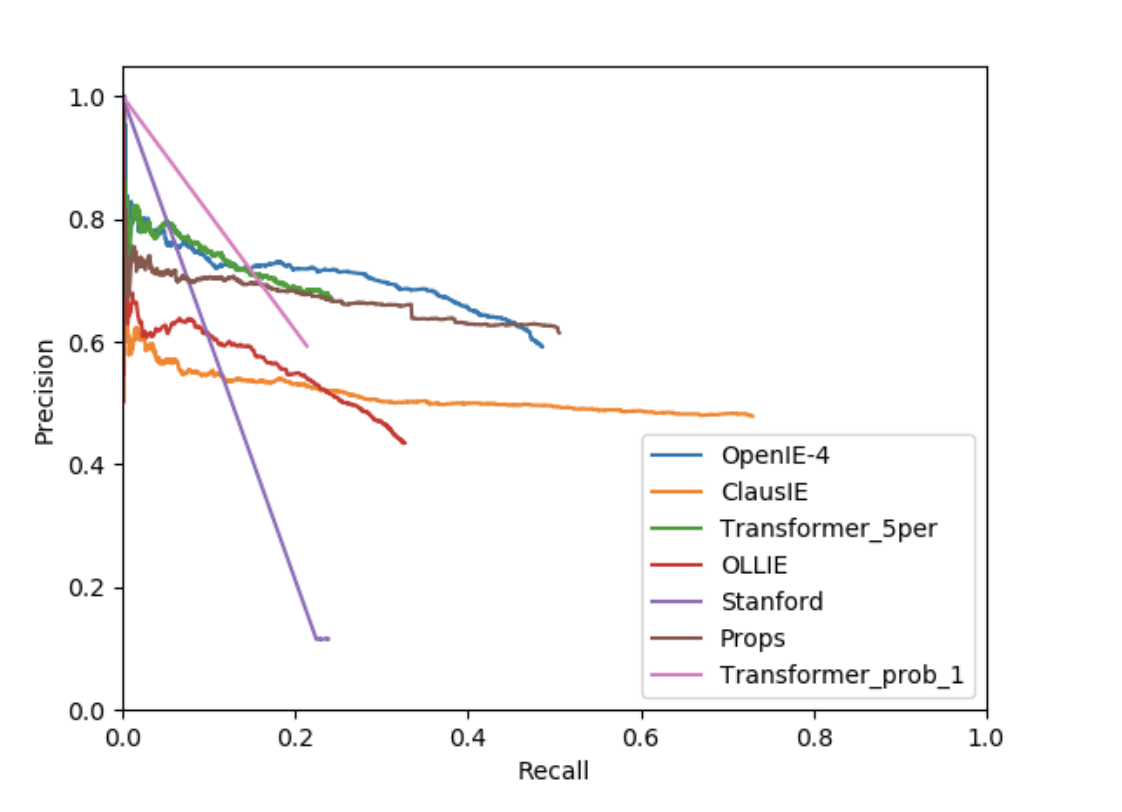 1.0
0.8
0.6
0.4
0.2
0.0
Precision
0.0 0.2 0.4 0.6 0.8 1.0
Recall
OpenIE-4
ClausIE
Transformer_5per
OLLIE
Stanford
Props
Transformer_prob_1